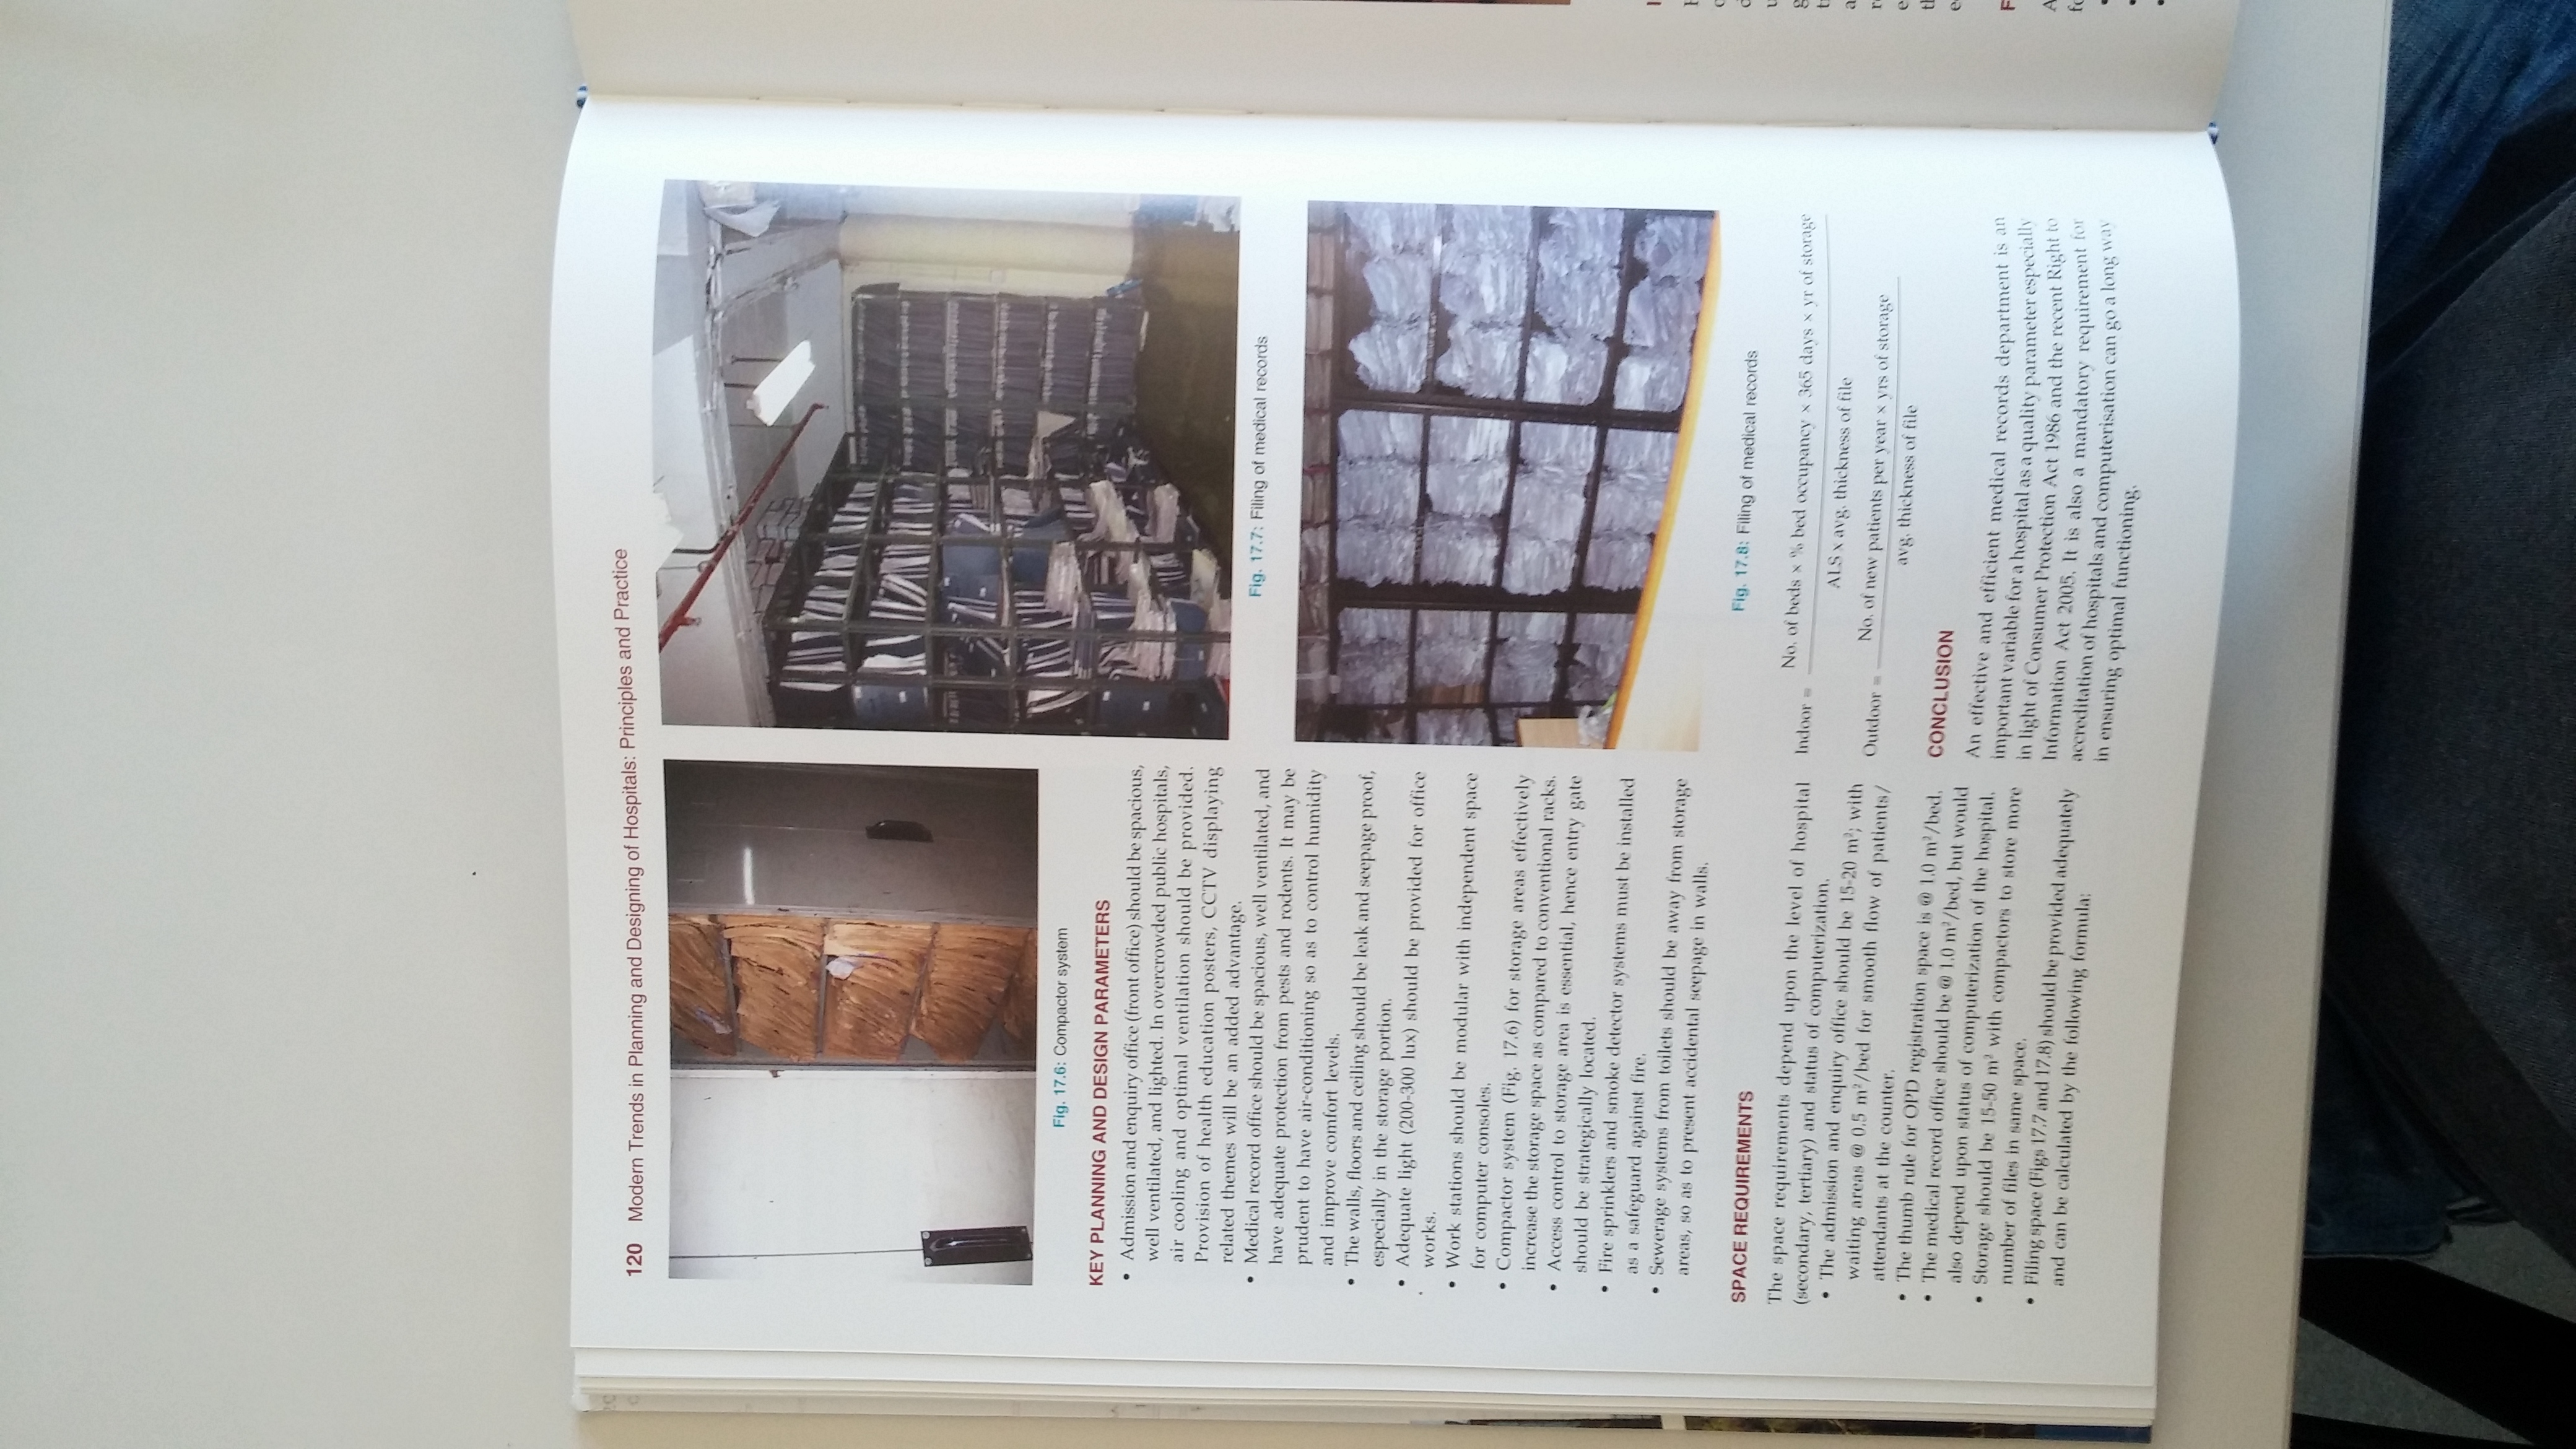 120 Modern Trends in Planning and Designing of Hospitals: Principles and Practice
Fig. 17.6: Compactor system
KEY PLANNING AND DESIGN PARAMETERS
• Admission and enquiry office (front office) should be spacious,
well ventilated, and lighted. In overcrowded public hospitals,
air cooling and optimal ventilation should be provided.
Provision of health education posters, CCTV displaying
related themes will be an added advantage.
• Medical record office should be spacious, well ventilated, and
have adequate protection from pests and rodents. It may be
prudent to have air-conditioning so as to control humidity
and improve comfort levels.
• The walls, floors and ceiling should be leak and seepage proof,
especially in the storage portion.
• Adequate light (200-300 lux) should be provided for office
works.
• Work stations should be modular with independent space
for computer consoles.
• Compactor system (Fig. 17.6) for storage areas effectively
increase the storage space as compared to conventional racks.
• Access control to storage area is essential, hence entry gate
should be strategically located.
• Fire sprinklers and smoke detector systems must be installed
as a safeguard against fire.
• Sewerage systems from toilets should be away from storage
areas, so as to present accidental seepage in walls.
SPACE REQUIREMENTS
The space requirements depend upon the level of hospital
(secondary, tertiary) and status of computerization.
• The admission and enquiry office should be 15-20 m²; with
waiting areas @ 0.5 m²/bed for smooth flow of patients/
attendants at the counter.
• The thumb rule for OPD registration space is @ 1.0 m²/bed.
• The medical record office should be @ 1.0 m²/bed, but would
also depend upon status of computerization of the hospital.
• Storage should be 15-50 m² with compactors to store more
number of files in same space.
• Filing space (Figs 17.7 and 17.8) should be provided adequately
and can be calculated by the following formula:
Fig. 17.7: Filing of medical records
Fig. 17.8: Filing of medical records
Indoor = No. of beds × % bed occupancy × 365 days × yr of storage
ALS x avg. thickness of file
Outdoor = No. of new patients per year × yrs of storage
avg. thickness of file
CONCLUSION
An effective and efficient medical records department is an
important variable for a hospital as a quality parameter especially
in light of Consumer Protection Act 1986 and the recent Right to
Information Act 2005. It is also a mandatory requirement for
accreditation of hospitals and computerisation can go a long way
in ensuring optimal functioning.